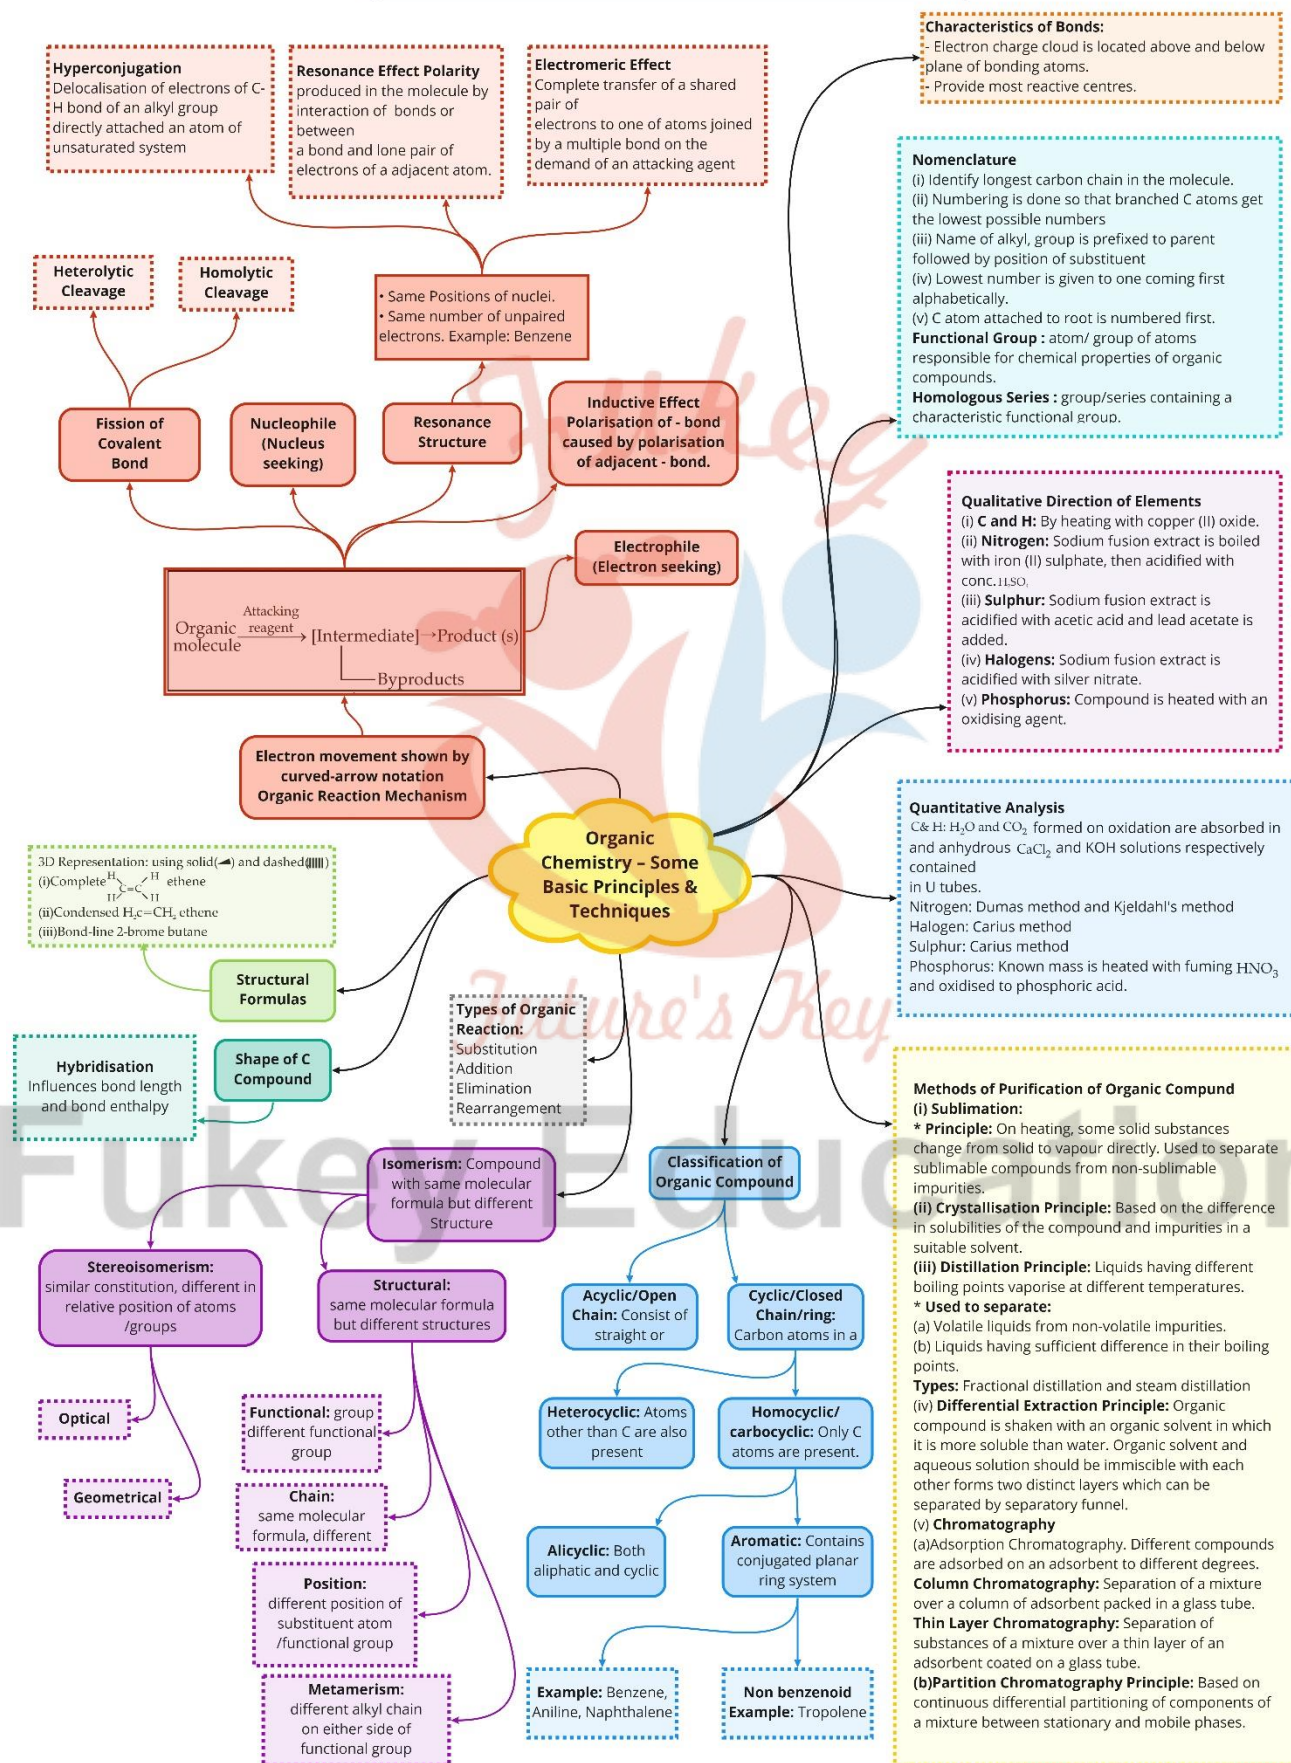 Characteristics of Bonds:
- Electron charge cloud is located above and below
plane of bonding atoms.
- Provide most reactive centres.
Hyperconjugation
Delocalisation of electrons of C-
H bond of an alkyl group
directly attached an atom of
unsaturated system
Resonance Effect Polarity
produced in the molecule by
interaction of bonds or
between
a bond and lone pair of
electrons of a adjacent atom.
Electromeric Effect
Complete transfer of a shared
pair of
electrons to one of atoms joined
by a multiple bond on the
demand of an attacking agent
Nomenclature
(i) Identify longest carbon chain in the molecule.
(ii) Numbering is done so that branched C atoms get
the lowest possible numbers
(iii) Name of alkyl, group is prefixed to parent
followed by position of substituent
(iv) Lowest number is given to one coming first
alphabetically.
(v) C atom attached to root is numbered first.
Functional Group : atom/ group of atoms
responsible for chemical properties of organic
compounds.
Homologous Series : group/series containing a
characteristic functional group.
Heterolytic
Cleavage
Homolytic
Cleavage
• Same Positions of nuclei.
• Same number of unpaired
electrons. Example: Benzene
Fission of
Covalent
Bond
Nucleophile
(Nucleus
seeking)
Resonance
Structure
Inductive Effect
Polarisation of - bond
caused by polarisation
of adjacent - bond.
Electrophile
(Electron seeking)
Organic
molecule
Attacking
reagent
[Intermediate]→Product (s)
Byproducts
Electron movement shown by
curved-arrow notation
Organic Reaction Mechanism
Qualitative Direction of Elements
(i) C and H: By heating with copper (II) oxide.
(ii) Nitrogen: Sodium fusion extract is boiled
with iron (II) sulphate, then acidified with
conc. H₂SO₄
(iii) Sulphur: Sodium fusion extract is
acidified with acetic acid and lead acetate is
added.
(iv) Halogens: Sodium fusion extract is
acidified with silver nitrate.
(v) Phosphorus: Compound is heated with an
oxidising agent.
Organic
Chemistry – Some
Basic Principles &
Techniques
Quantitative Analysis
C& H: H₂O and CO₂ formed on oxidation are absorbed in
and anhydrous CaCl₂ and KOH solutions respectively
contained
in U tubes.
Nitrogen: Dumas method and Kjeldahl's method
Halogen: Carius method
Sulphur: Carius method
Phosphorus: Known mass is heated with fuming HNO₃
and oxidised to phosphoric acid.
3D Representation: using solid( ) and dashed( )
(i)Complete H H C=C H H ethene
(ii)Condensed H₂c=CH₂ ethene
(iii)Bond-line 2-brome butane
Structural
Formulas
Shape of C
Compound
Hybridisation
Influences bond length
and bond enthalpy
Types of Organic
Reaction:
Substitution
Addition
Elimination
Rearrangement
Isomerism: Compound
with same molecular
formula but different
Structure
Classification of
Organic Compound
Stereoisomerism:
similar constitution, different in
relative position of atoms
/groups
Structural:
same molecular formula
but different structures
Acyclic/Open
Chain: Consist of
straight or
Cyclic/Closed
Chain/ring:
Carbon atoms in a
Optical
Geometrical
Functional: group
different functional
group
Chain:
same molecular
formula, different
Position:
different position of
substituent atom
/functional group
Metamerism:
different alkyl chain
on either side of
functional group
Heterocyclic: Atoms
other than C are also
present
Homocyclic/
carbocyclic: Only C
atoms are present.
Alicyclic: Both
aliphatic and cyclic
Aromatic: Contains
conjugated planar
ring system
Example: Benzene,
Aniline, Naphthalene
Non benzenoid
Example: Tropolene
Methods of Purification of Organic Compund
(i) Sublimation:
* Principle: On heating, some solid substances
change from solid to vapour directly. Used to separate
sublimable compounds from non-sublimable
impurities.
(ii) Crystallisation Principle: Based on the difference
in solubilities of the compound and impurities in a
suitable solvent.
(iii) Distillation Principle: Liquids having different
boiling points vaporise at different temperatures.
* Used to separate:
(a) Volatile liquids from non-volatile impurities.
(b) Liquids having sufficient difference in their boiling
points.
Types: Fractional distillation and steam distillation
(iv) Differential Extraction Principle: Organic
compound is shaken with an organic solvent in which
it is more soluble than water. Organic solvent and
aqueous solution should be immiscible with each
other forms two distinct layers which can be
separated by separatory funnel.
(v) Chromatography
(a)Adsorption Chromatography. Different compounds
are adsorbed on an adsorbent to different degrees.
Column Chromatography: Separation of a mixture
over a column of adsorbent packed in a glass tube.
Thin Layer Chromatography: Separation of
substances of a mixture over a thin layer of an
adsorbent coated on a glass tube.
(b)Partition Chromatography Principle: Based on
continuous differential partitioning of components of
a mixture between stationary and mobile phases.
Fukey
Future's Key
Fukey Education